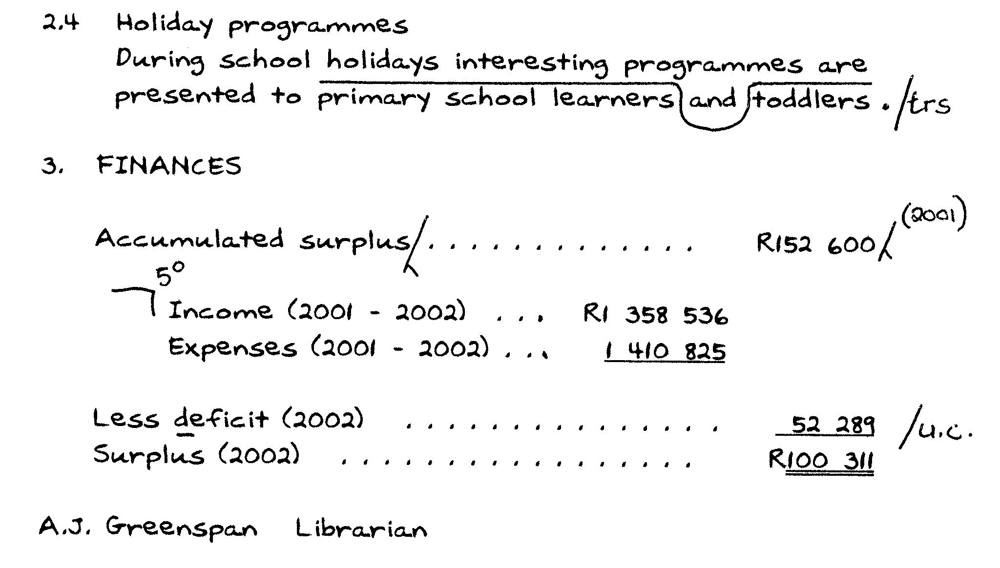 2.4 Holiday programmes
During school holidays interesting programmes are
presented to primary school learners and toddlers . /trs
3. FINANCES
(2001)
Accumulated surplus/ . . . . . . . . . . . . . R152 600/
5°
Income (2001 - 2002) . . . R1 358 536
Expenses (2001 - 2002) . . . 1 410 825
Less deficit (2002) . . . . . . . . . . . . . . . 52 289 /u.c.
Surplus (2002) . . . . . . . . . . . . . . . . . R100 311
A.J. Greenspan Librarian